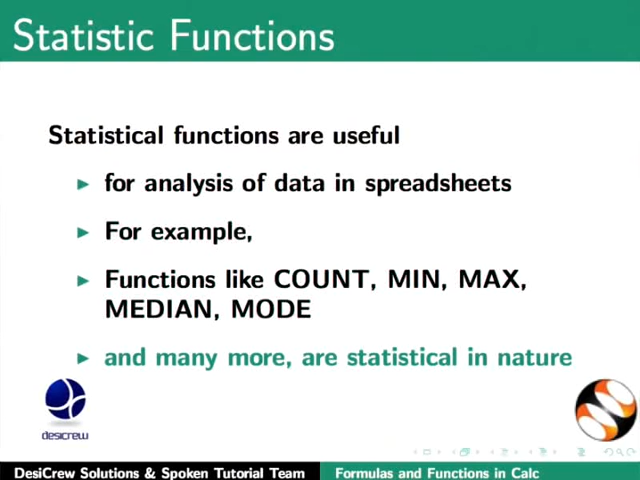 Statistic Functions
Statistical functions are useful
for analysis of data in spreadsheets
For example,
Functions like COUNT, MIN, MAX,
MEDIAN, MODE
and many more, are statistical in nature
desicrew
DesiCrew Solutions & Spoken Tutorial Team
Formulas and Functions in Calc